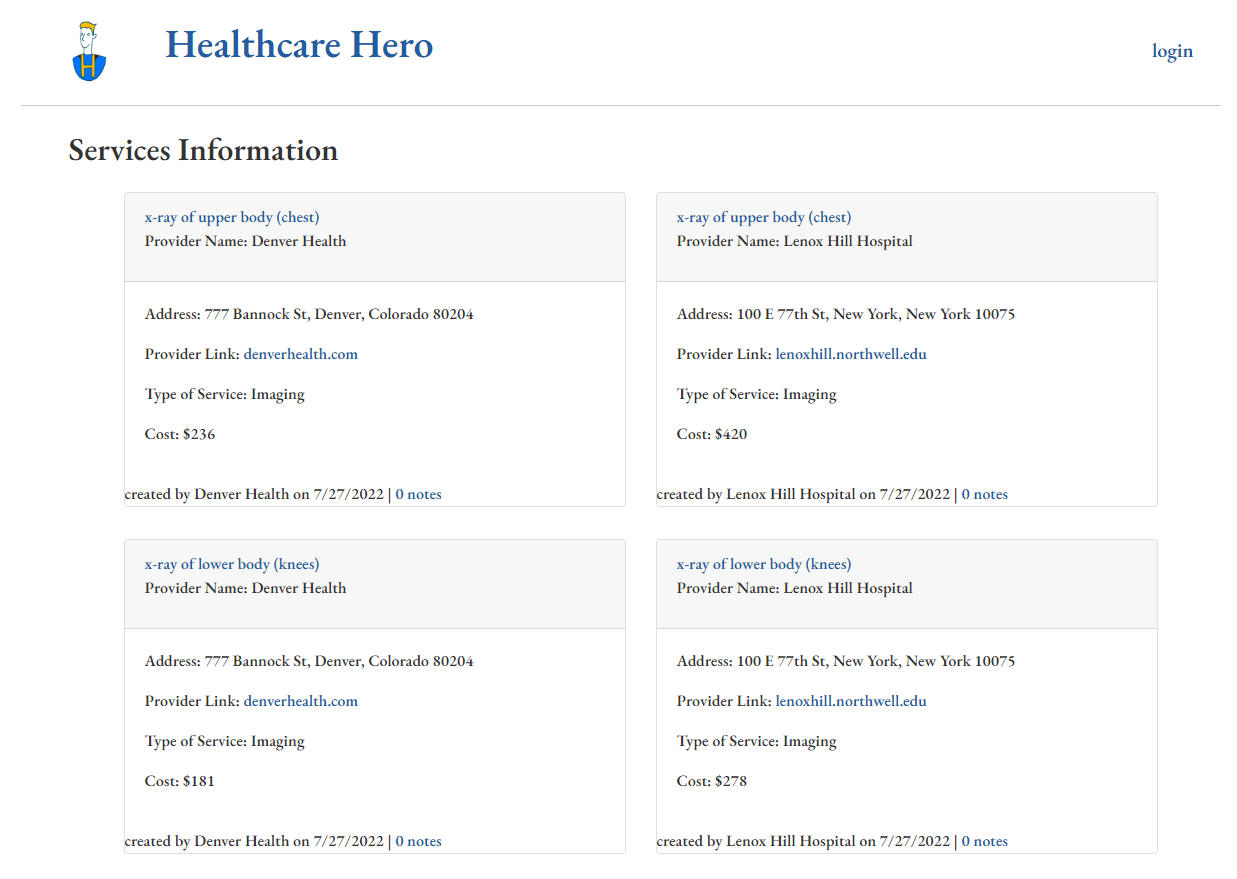 H
Healthcare Hero
login
Services Information
x-ray of upper body (chest)
Provider Name: Denver Health
Address: 777 Bannock St, Denver, Colorado 80204
Provider Link: denverhealth.com
Type of Service: Imaging
Cost: $236
created by Denver Health on 7/27/2022 | 0 notes
x-ray of upper body (chest)
Provider Name: Lenox Hill Hospital
Address: 100 E 77th St, New York, New York 10075
Provider Link: lenoxhill.northwell.edu
Type of Service: Imaging
Cost: $420
created by Lenox Hill Hospital on 7/27/2022 | 0 notes
x-ray of lower body (knees)
Provider Name: Denver Health
Address: 777 Bannock St, Denver, Colorado 80204
Provider Link: denverhealth.com
Type of Service: Imaging
Cost: $181
created by Denver Health on 7/27/2022 | 0 notes
x-ray of lower body (knees)
Provider Name: Lenox Hill Hospital
Address: 100 E 77th St, New York, New York 10075
Provider Link: lenoxhill.northwell.edu
Type of Service: Imaging
Cost: $278
created by Lenox Hill Hospital on 7/27/2022 | 0 notes